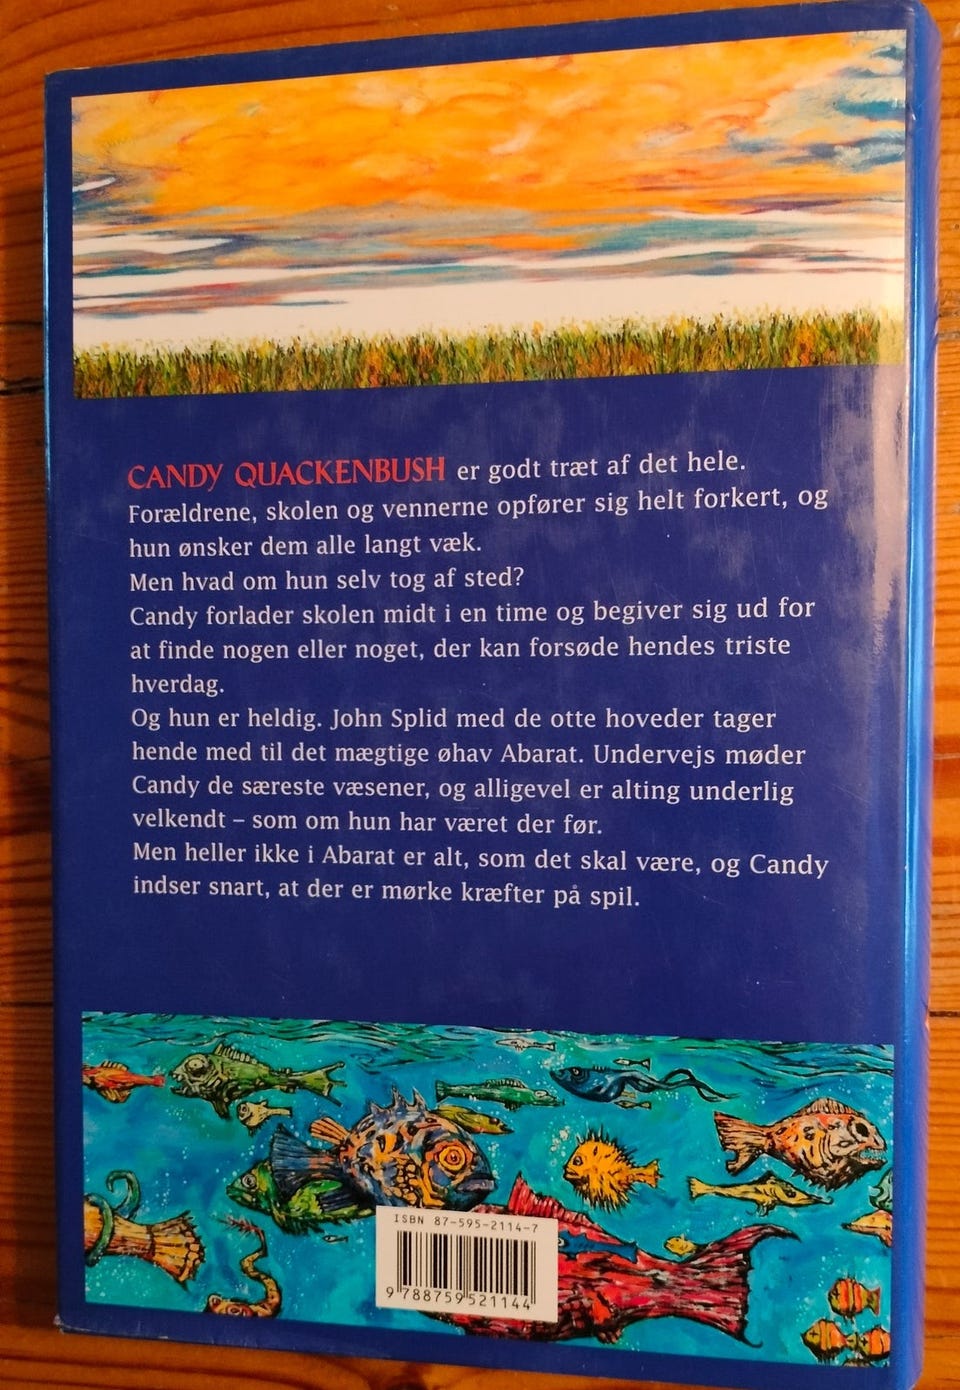 CANDY QUACKENBUSH er godt træt af det hele.
Forældrene, skolen og vennerne opfører sig helt forkert, og
hun ønsker dem alle langt væk.
Men hvad om hun selv tog af sted?
Candy forlader skolen midt i en time og begiver sig ud for
at finde nogen eller noget, der kan forsøde hendes triste
hverdag.
Og hun er heldig. John Splid med de otte hoveder tager
hende med til det mægtige øhav Abarat. Undervejs møder
Candy de særeste væsener, og alligevel er alting underlig
velkendt – som om hun har været der før.
Men heller ikke i Abarat er alt, som det skal være, og Candy
indser snart, at der er mørke kræfter på spil.
ISBN 87-595-2114-7
9788759521144